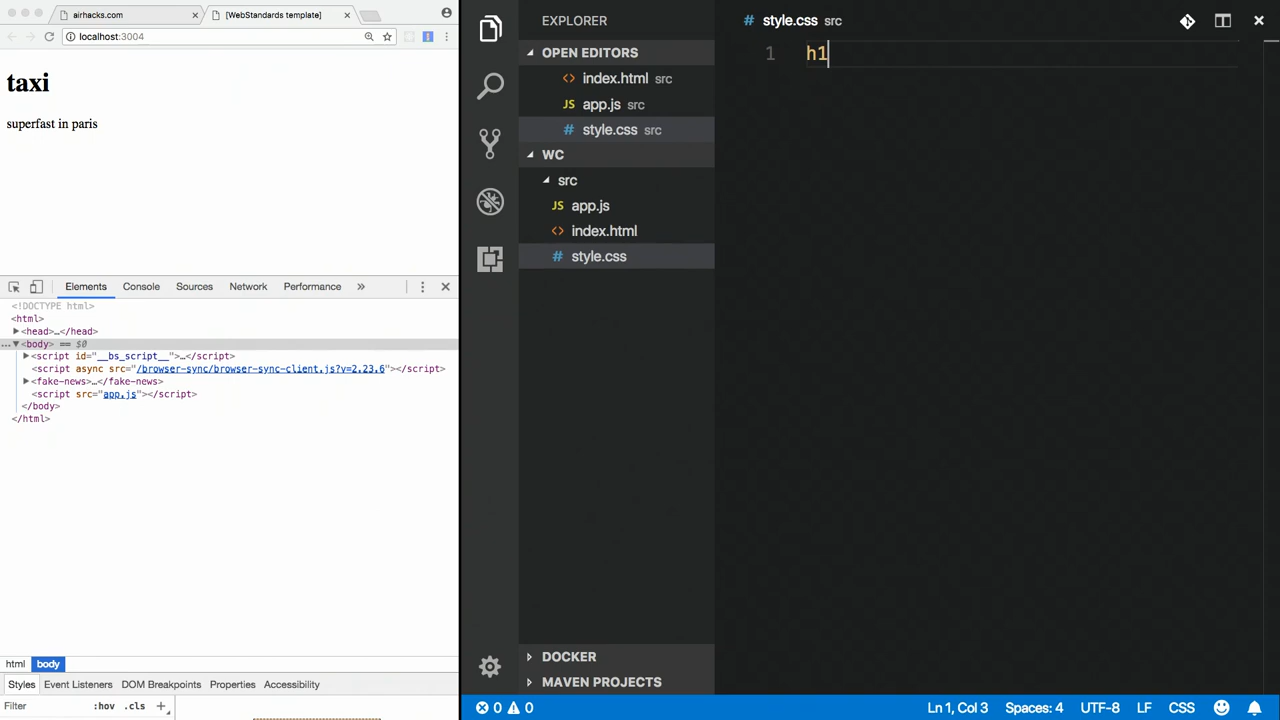 airhacks.com
[WebStandards template]
localhost:3004
taxi
superfast in paris
Elements Console Sources Network Performance »
<!DOCTYPE html>
<html>
<head>…</head>
<body> == $0
<script id="__bs_script__">…</script>
<script async src="/browser-sync/browser-sync-client.js?v=2.23.6"></script>
<fake-news>…</fake-news>
<script src="app.js"></script>
</body>
</html>
html body
Styles Event Listeners DOM Breakpoints Properties Accessibility
Filter :hov .cls +
EXPLORER
OPEN EDITORS
<> index.html src
JS app.js src
# style.css src
WC
src
JS app.js
<> index.html
# style.css
DOCKER
MAVEN PROJECTS
# style.css src
1 h1
0 0
Ln 1, Col 3 Spaces: 4 UTF-8 LF CSS